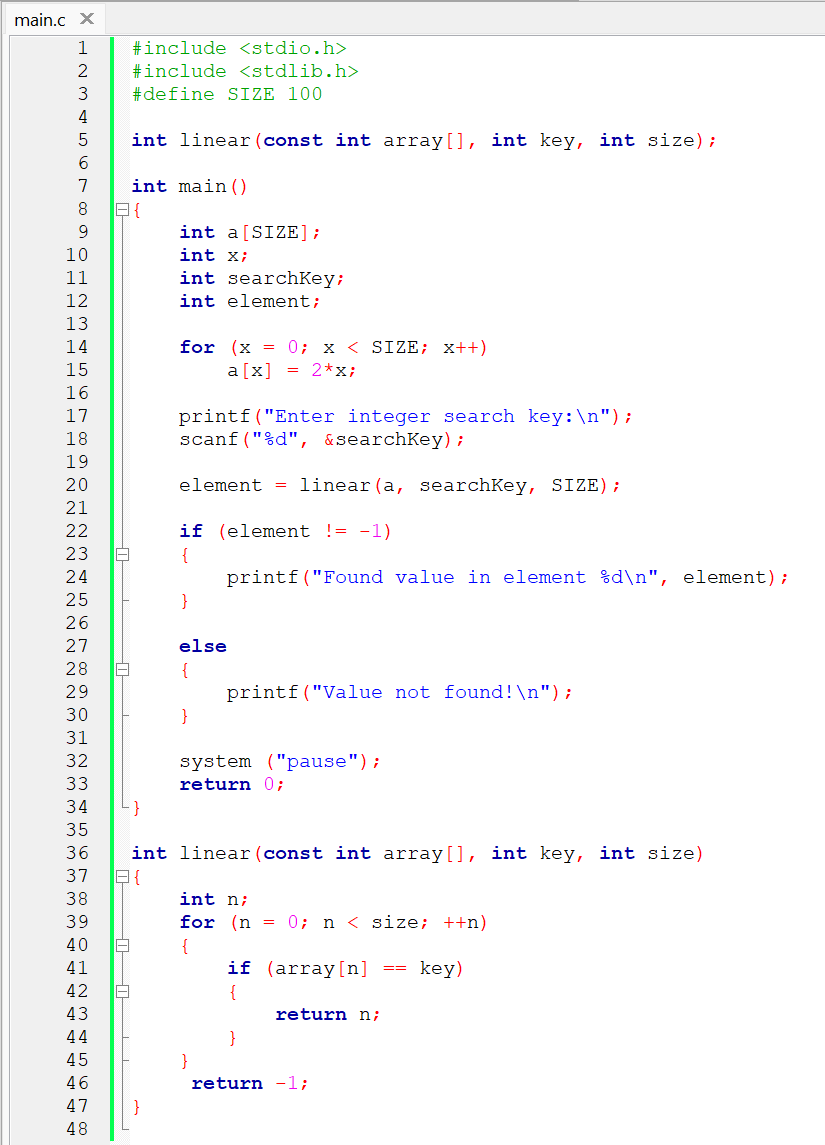 main.c ✕
1 #include <stdio.h>
2 #include <stdlib.h>
3 #define SIZE 100
4
5 int linear(const int array[], int key, int size);
6
7 int main()
8 {
9     int a[SIZE];
10     int x;
11     int searchKey;
12     int element;
13
14     for (x = 0; x < SIZE; x++)
15         a[x] = 2*x;
16
17     printf("Enter integer search key:\n");
18     scanf("%d", &searchKey);
19
20     element = linear(a, searchKey, SIZE);
21
22     if (element != -1)
23     {
24         printf("Found value in element %d\n", element);
25     }
26
27     else
28     {
29         printf("Value not found!\n");
30     }
31
32     system ("pause");
33     return 0;
34 }
35
36 int linear(const int array[], int key, int size)
37 {
38     int n;
39     for (n = 0; n < size; ++n)
40     {
41         if (array[n] == key)
42         {
43             return n;
44         }
45     }
46      return -1;
47 }
48